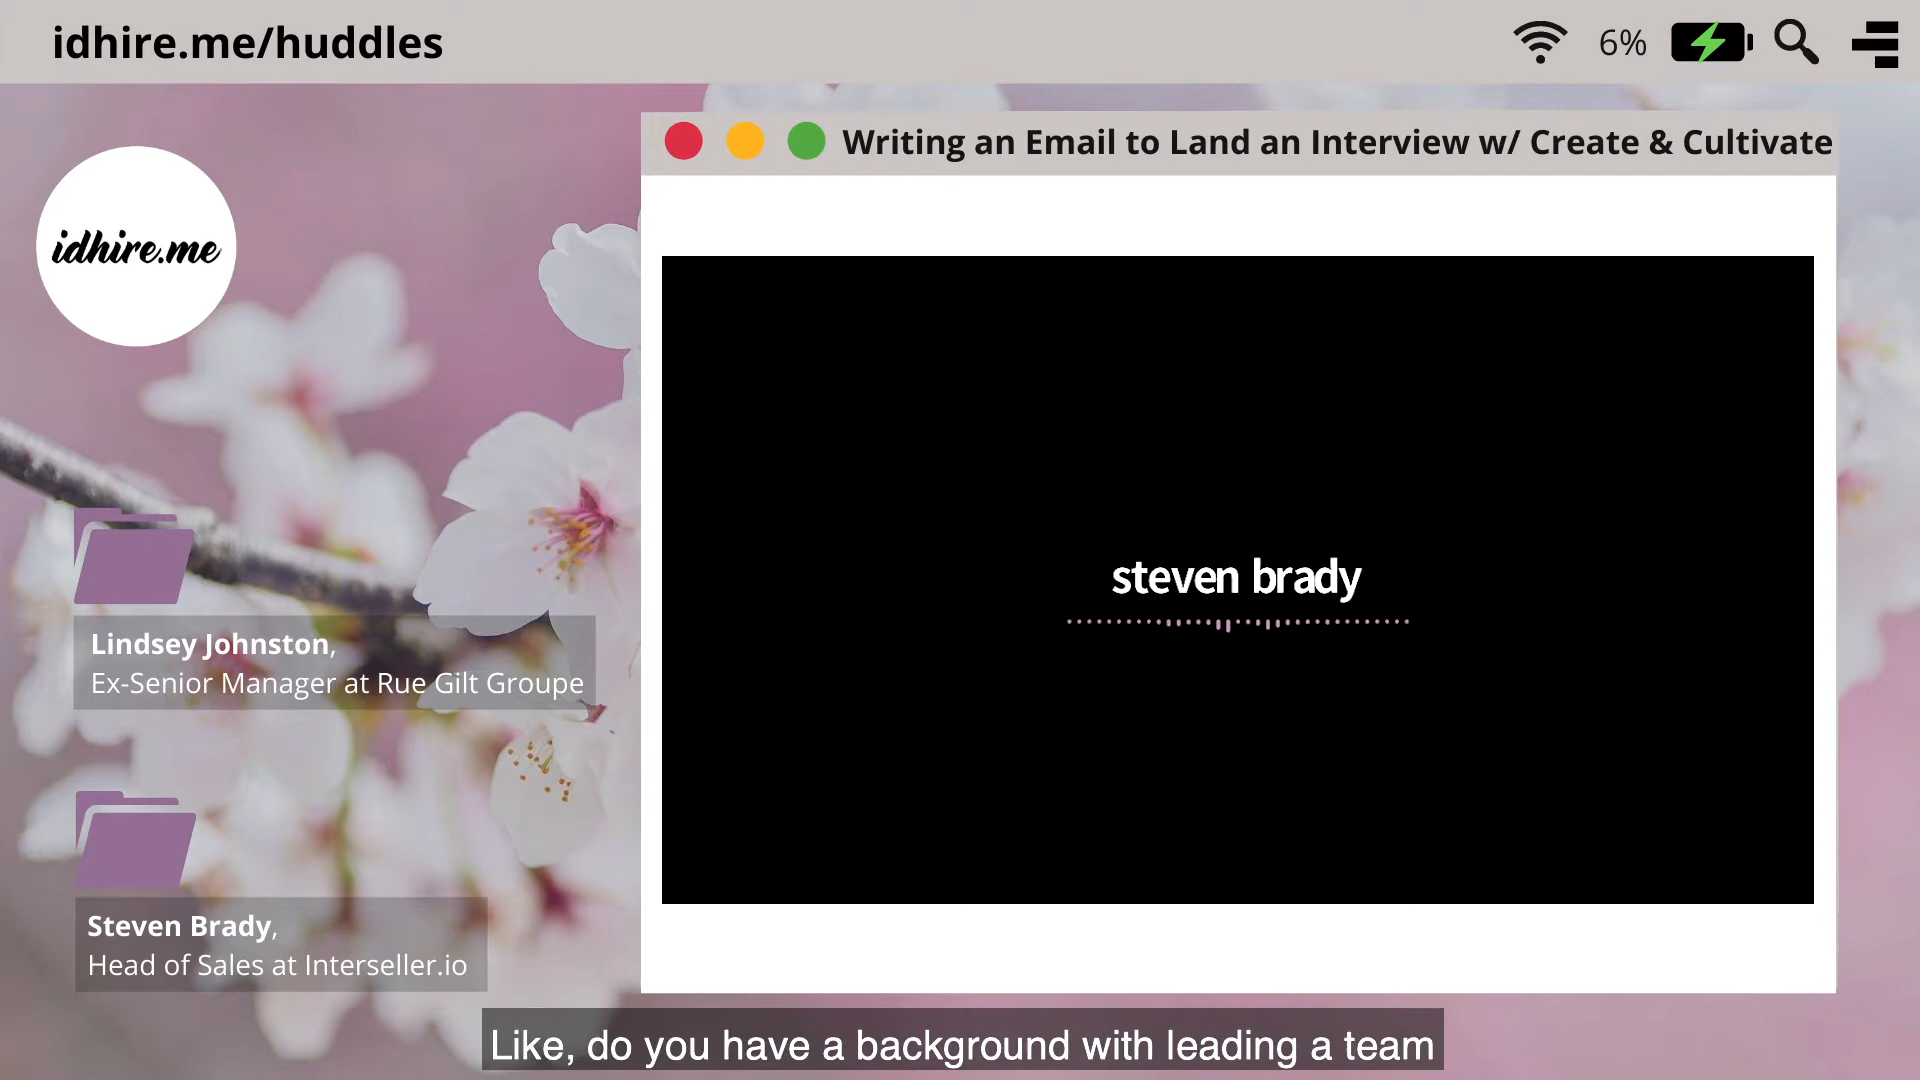 idhire.me/huddles
6%
Writing an Email to Land an Interview w/ Create & Cultivate
idhire.me
steven brady
Lindsey Johnston,
Ex-Senior Manager at Rue Gilt Groupe
Steven Brady,
Head of Sales at Interseller.io
Like, do you have a background with leading a team